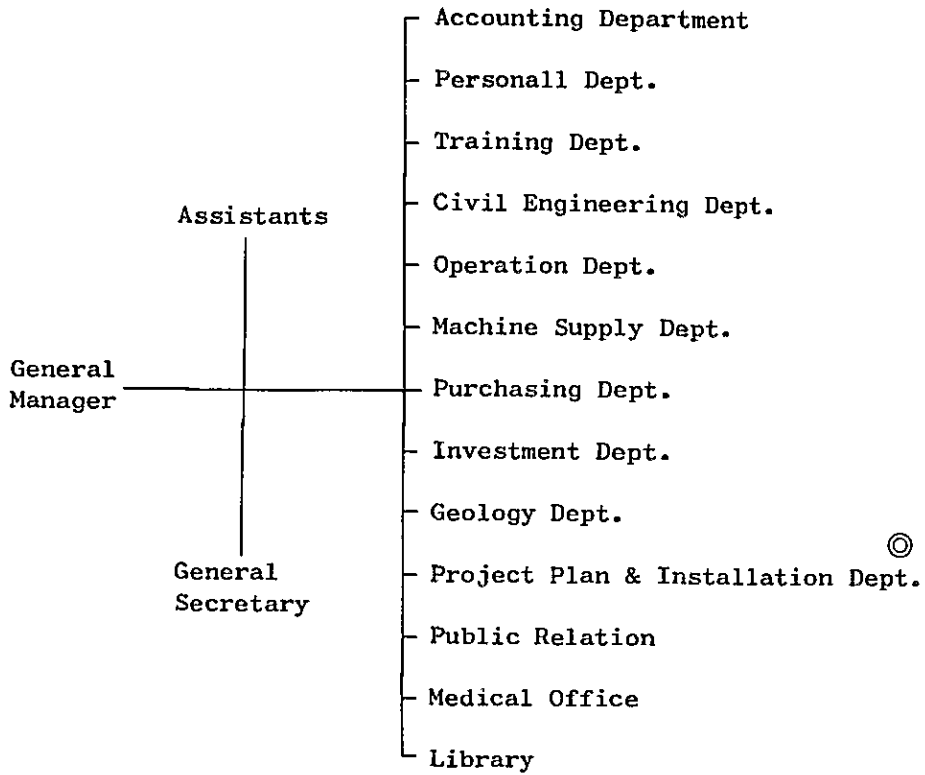 Accounting Department
Personall Dept.
Training Dept.
Civil Engineering Dept.
Assistants
Operation Dept.
Machine Supply Dept.
General
Manager
Purchasing Dept.
Investment Dept.
Geology Dept.
◎
Project Plan & Installation Dept.
General
Secretary
Public Relation
Medical Office
Library